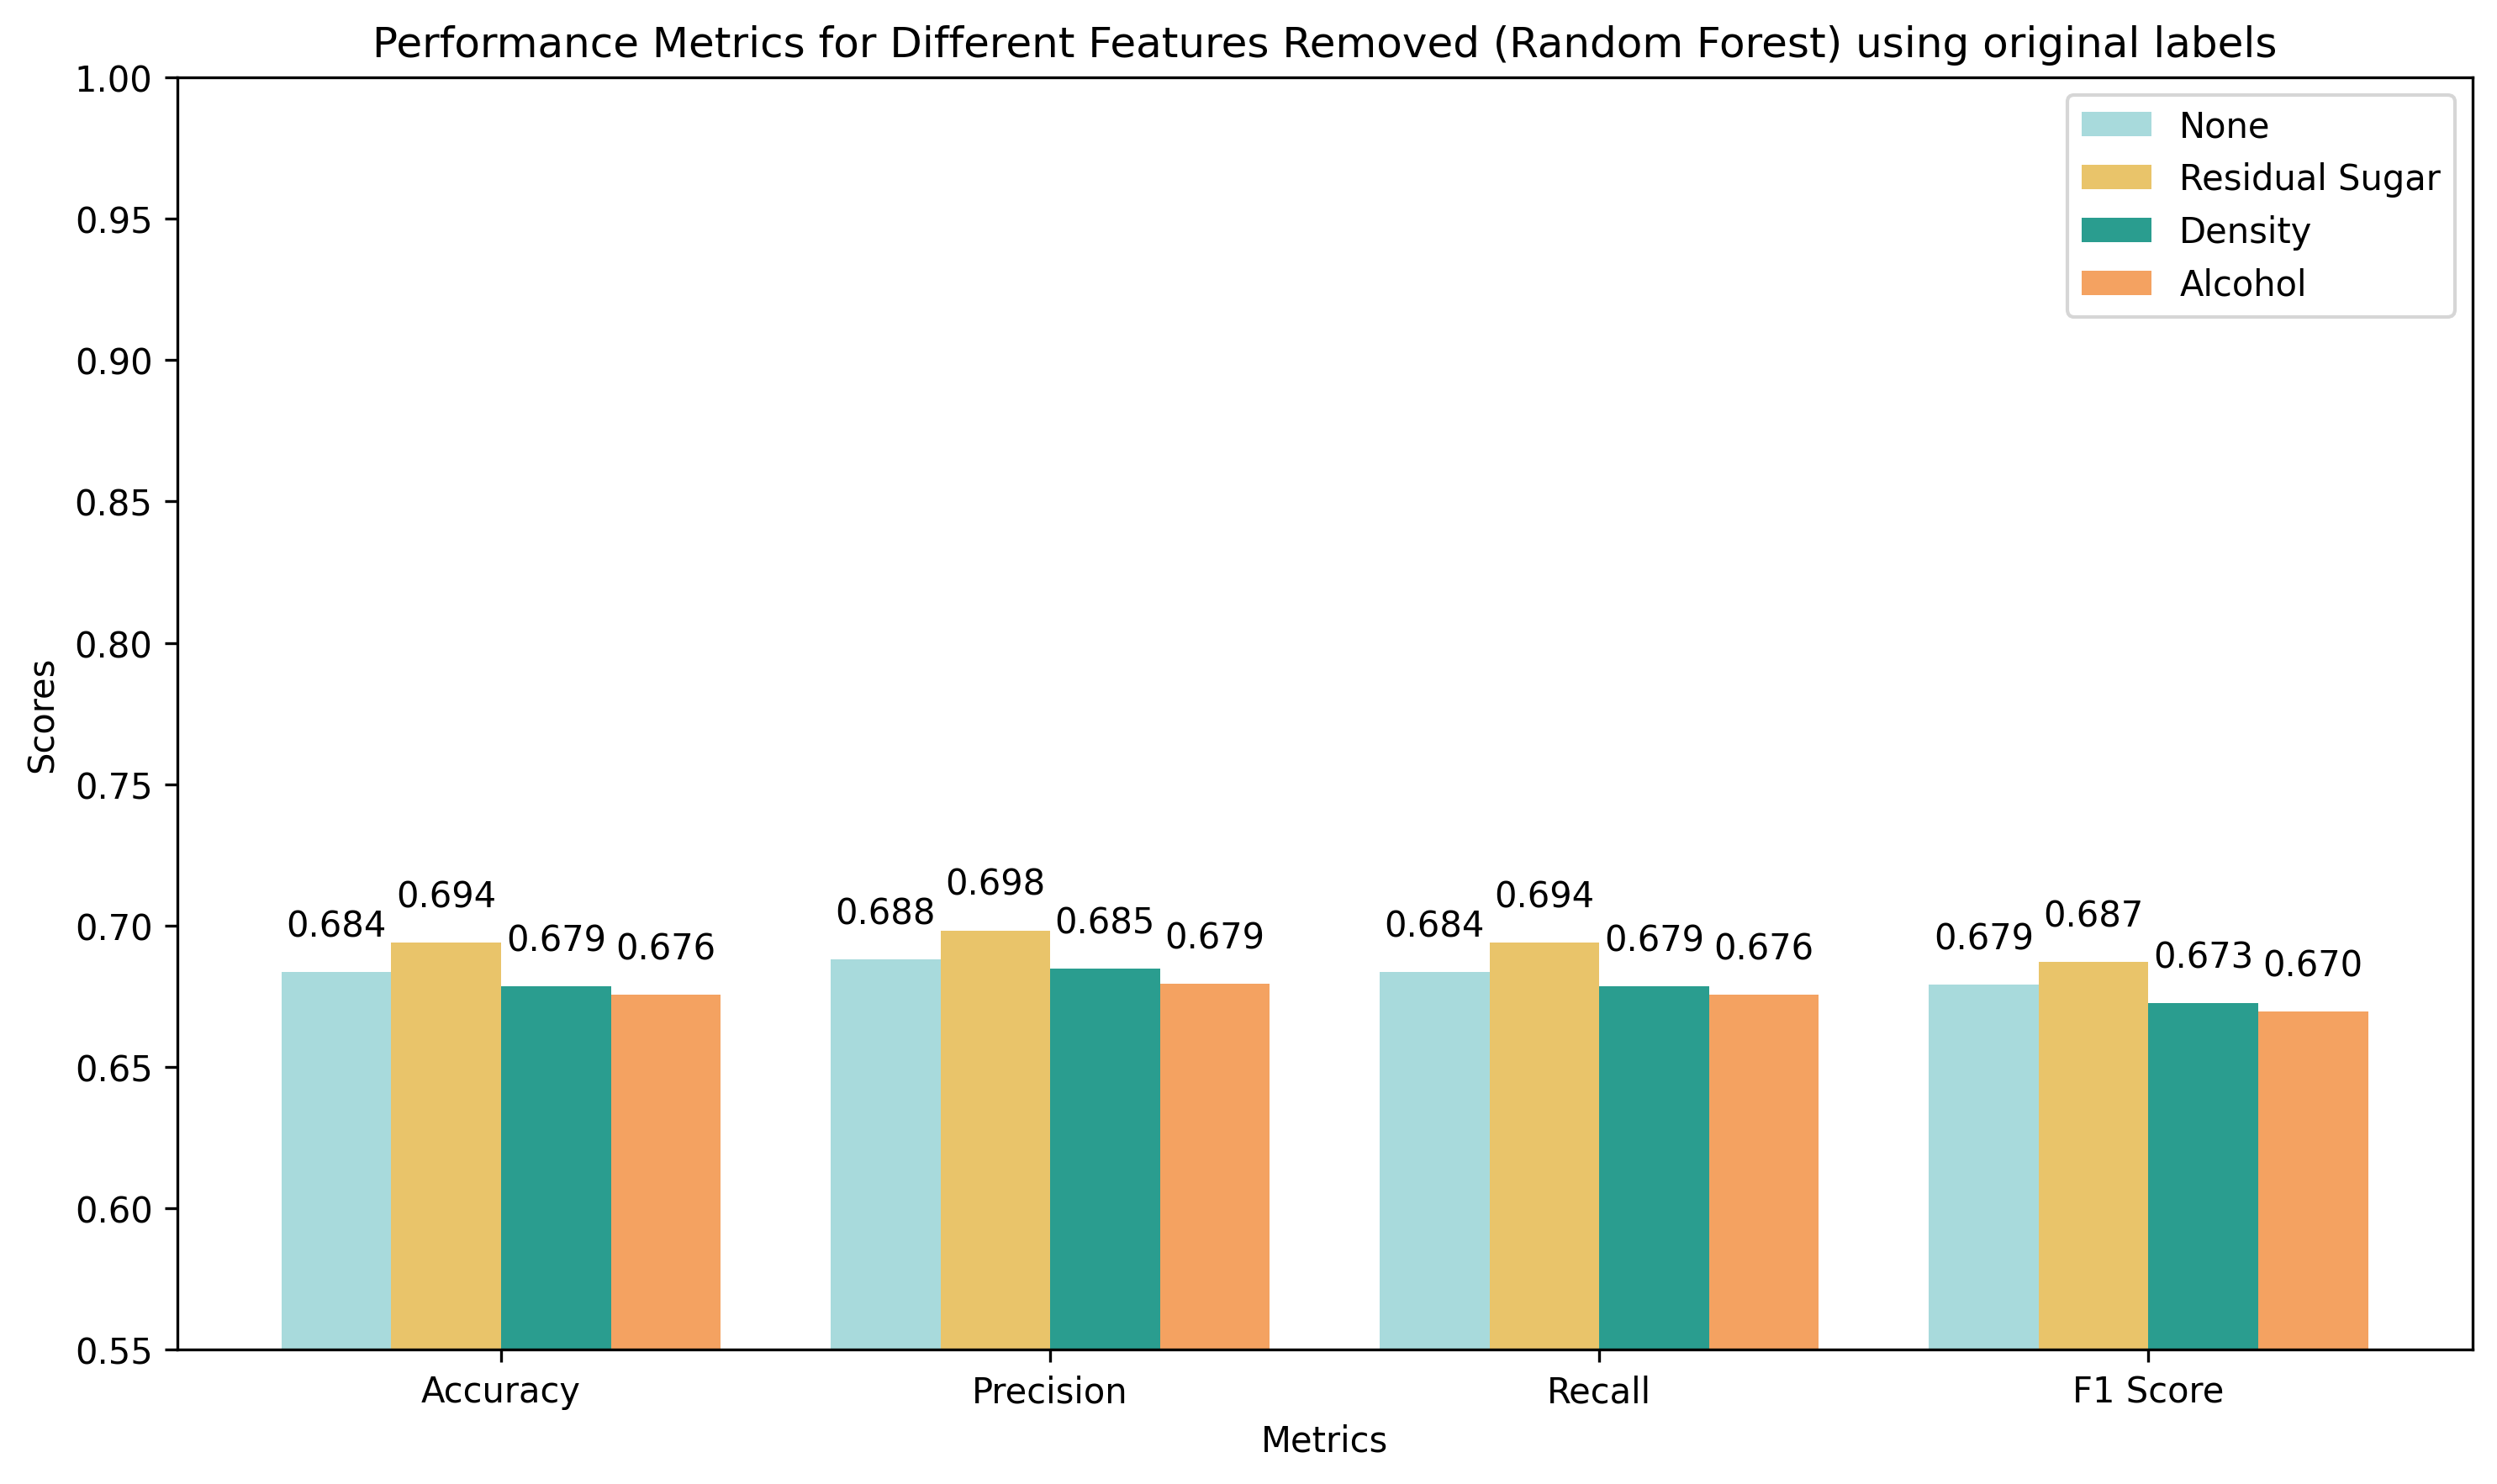 Performance Metrics for Different Features Removed (Random Forest) using original labels
1.00
0.95
0.90
0.85
0.80
0.75
0.70
0.65
0.60
0.55
Scores
None
Residual Sugar
Density
Alcohol
0.684
0.694
0.679
0.676
0.688
0.698
0.685
0.679
0.684
0.694
0.679
0.676
0.679
0.687
0.673
0.670
Accuracy
Precision
Recall
F1 Score
Metrics